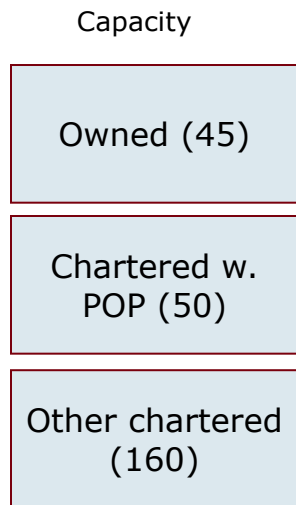 Capacity
Owned (45)
Chartered w.
POP (50)
Other chartered
(160)